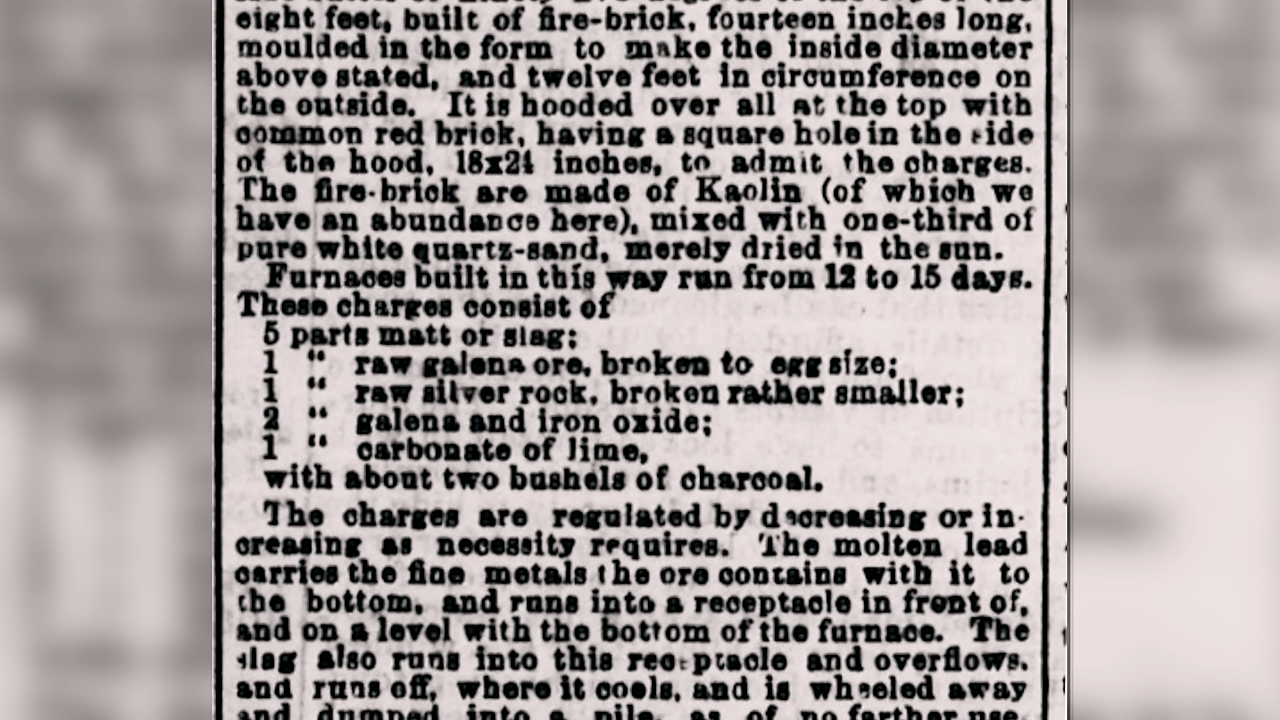 eight feet, built of fire-brick, fourteen inches long,
moulded in the form to make the inside diameter
above stated, and twelve feet in circumference on
the outside. It is hooded over all at the top with
common red brick, having a square hole in the side
of the hood, 18x24 inches, to admit the charges.
The fire-brick are made of Kaolin (of which we
have an abundance here), mixed with one-third of
pure white quartz-sand, merely dried in the sun.
Furnaces built in this way run from 12 to 15 days.
These charges consist of
5 parts matt or slag;
1 " raw galena ore, broken to egg size;
1 " raw silver rock, broken rather smaller;
2 " galena and iron oxide;
1 " carbonate of lime,
with about two bushels of charcoal.
The charges are regulated by decreasing or in-
creasing as necessity requires. The molten lead
carries the fine metals the ore contains with it to
the bottom, and runs into a receptacle in front of,
and on a level with the bottom of the furnace. The
slag also runs into this receptacle and overflows,
and runs off, where it cools, and is wheeled away
and dumped into a pile, as of no farther use.